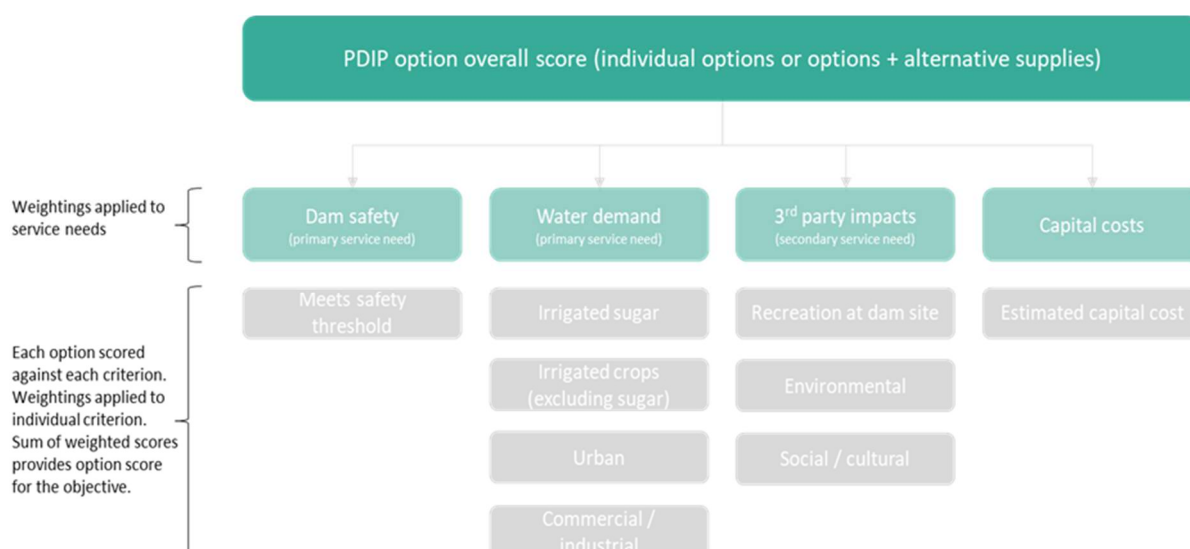 PDIP option overall score (individual options or options + alternative supplies)
Weightings applied to
service needs
Dam safety
(primary service need)
Water demand
(primary service need)
3rd party impacts
(secondary service need)
Capital costs
Each option scored
against each criterion.
Weightings applied to
individual criterion.
Sum of weighted scores
provides option score
for the objective.
Meets safety
threshold
Irrigated sugar
Recreation at dam site
Estimated capital cost
Irrigated crops
(excluding sugar)
Environmental
Urban
Social / cultural
Commercial /
industrial